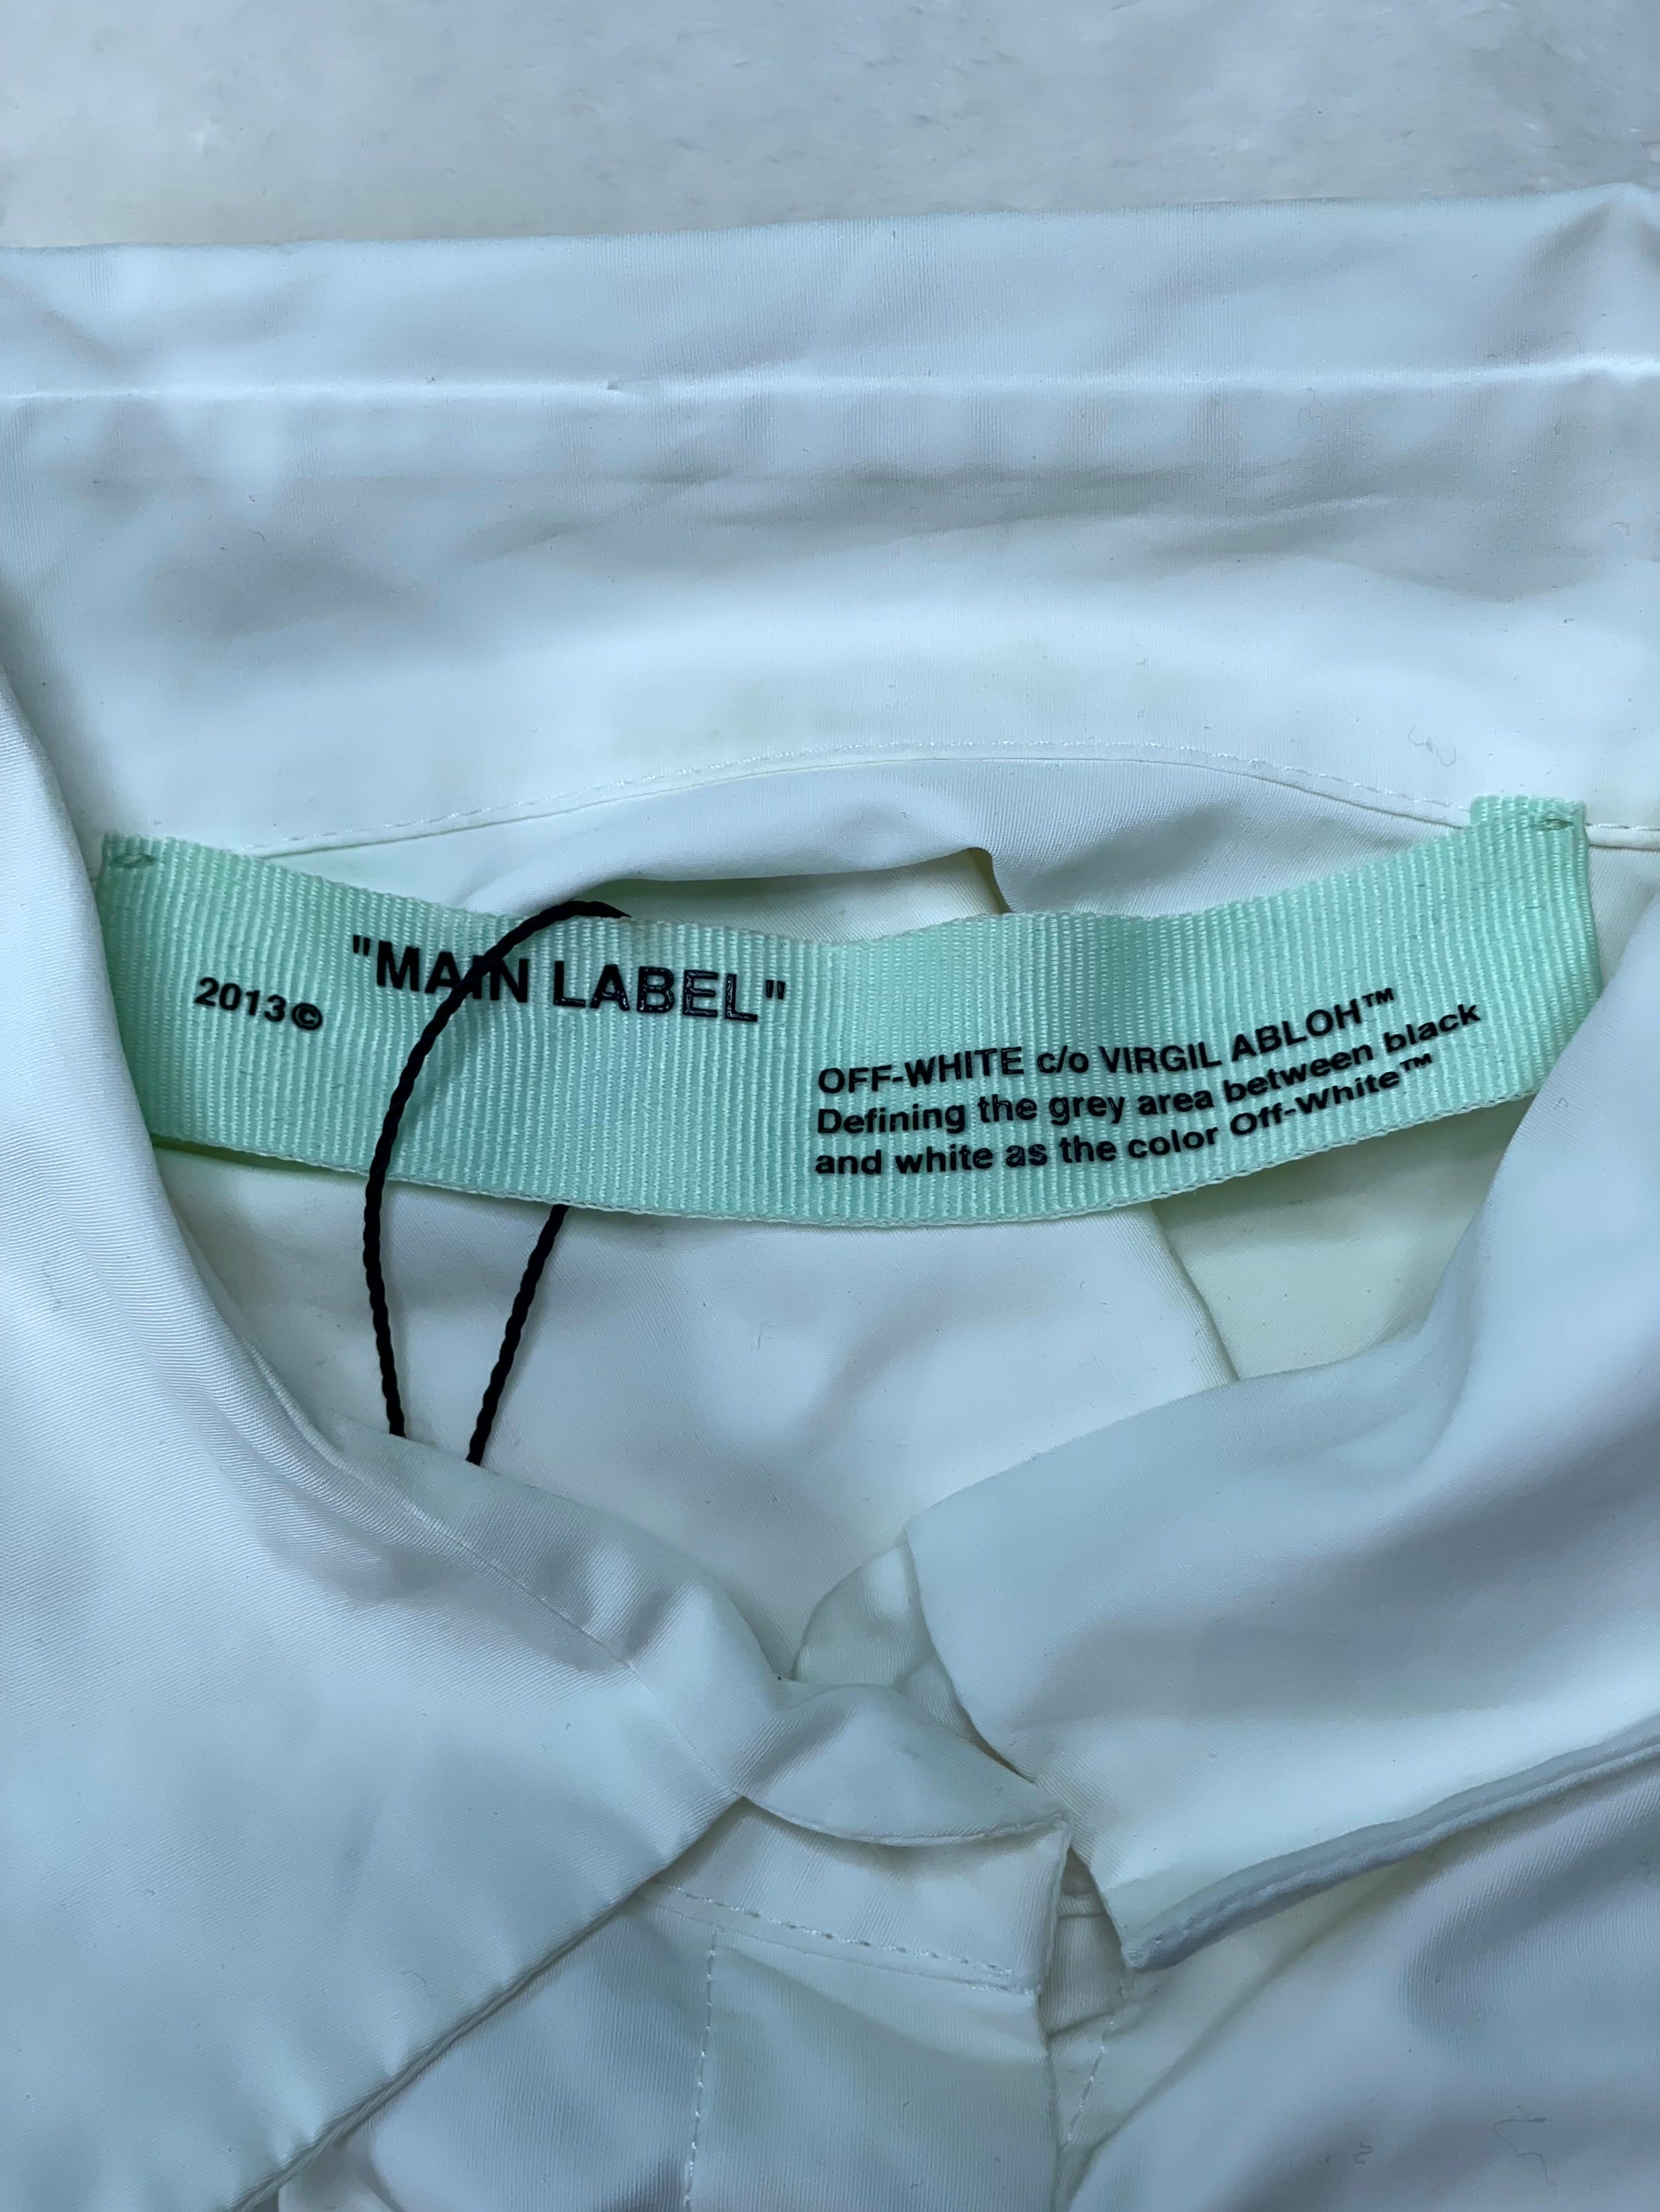 "MAIN LABEL"
2013©
OFF-WHITE c/o VIRGIL ABLOH™
Defining the grey area between black
and white as the color Off-White™